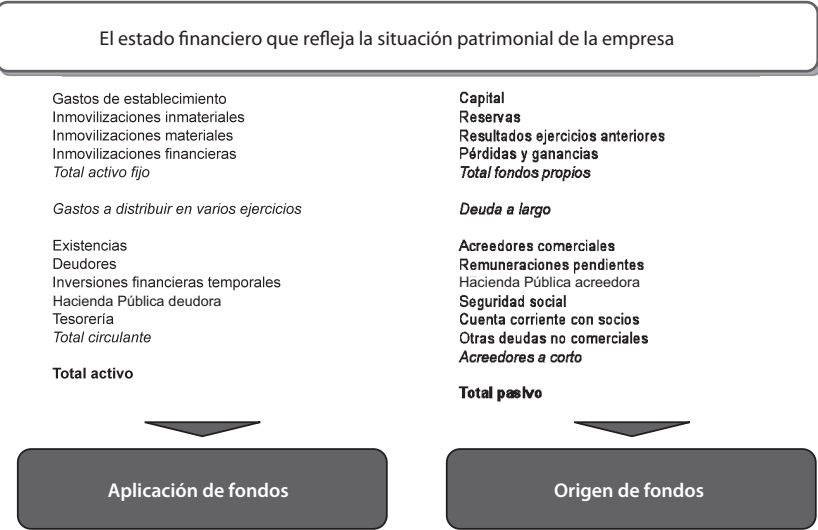 El estado financiero que refleja la situación patrimonial de la empresa
Gastos de establecimiento
Inmovilizaciones inmateriales
Inmovilizaciones materiales
Inmovilizaciones financieras
Total activo fijo
Gastos a distribuir en varios ejercicios
Existencias
Deudores
Inversiones financieras temporales
Hacienda Pública deudora
Tesorería
Total circulante
Total activo
Capital
Reservas
Resultados ejercicios anteriores
Pérdidas y ganancias
Total fondos propios
Deuda a largo
Acreedores comerciales
Remuneraciones pendientes
Hacienda Pública acreedora
Seguridad social
Cuenta corriente con socios
Otras deudas no comerciales
Acreedores a corto
Total pasivo
Aplicación de fondos
Origen de fondos